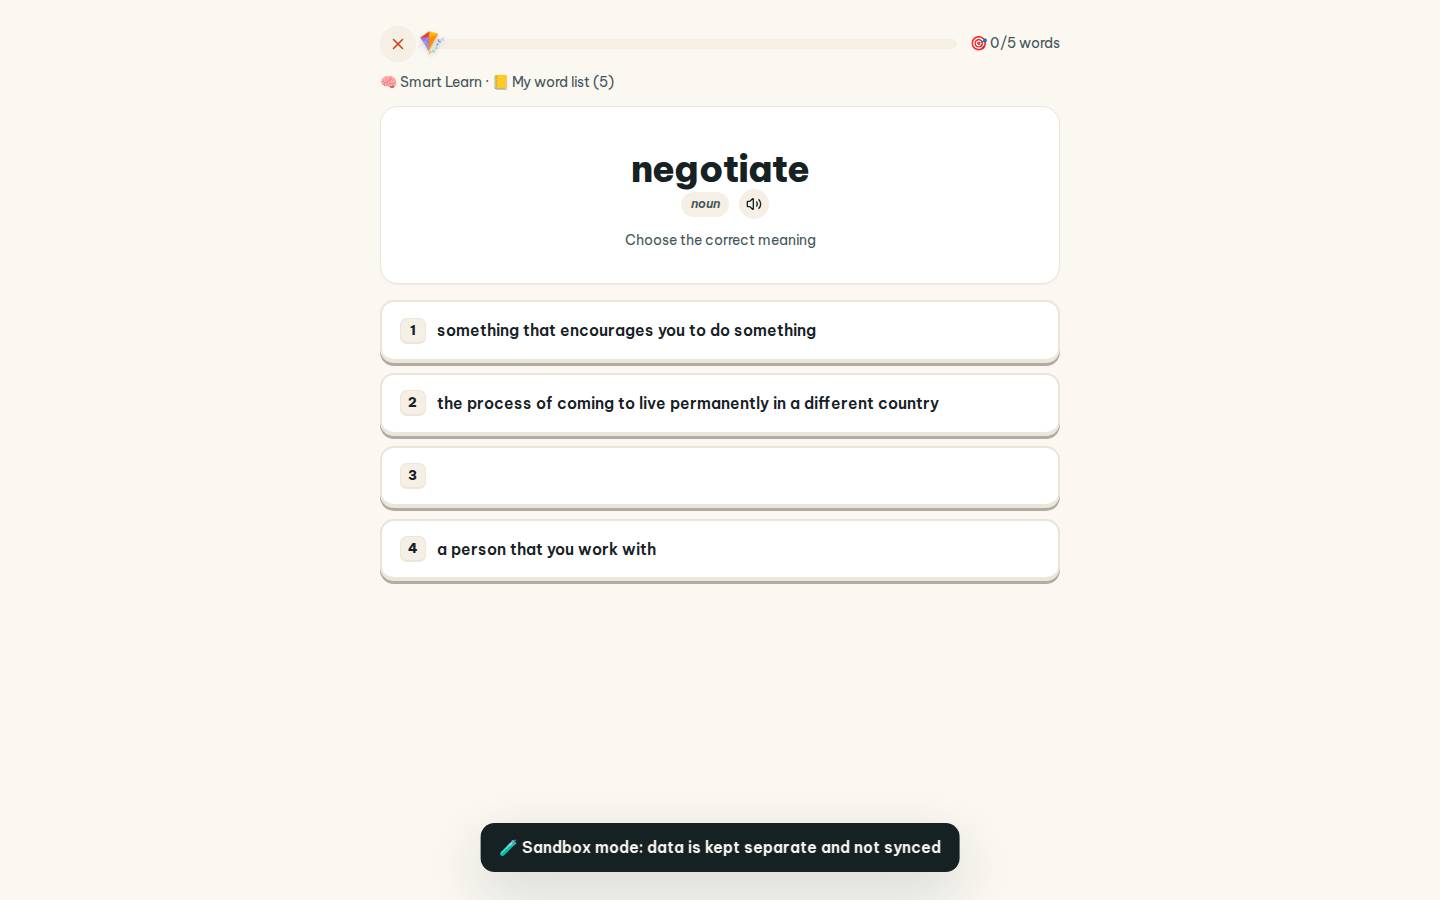 🎯 0/5 words
🧠 Smart Learn · 📒 My word list (5)
negotiate
noun
Choose the correct meaning
1 something that encourages you to do something
2 the process of coming to live permanently in a different country
3
4 a person that you work with
🧪 Sandbox mode: data is kept separate and not synced